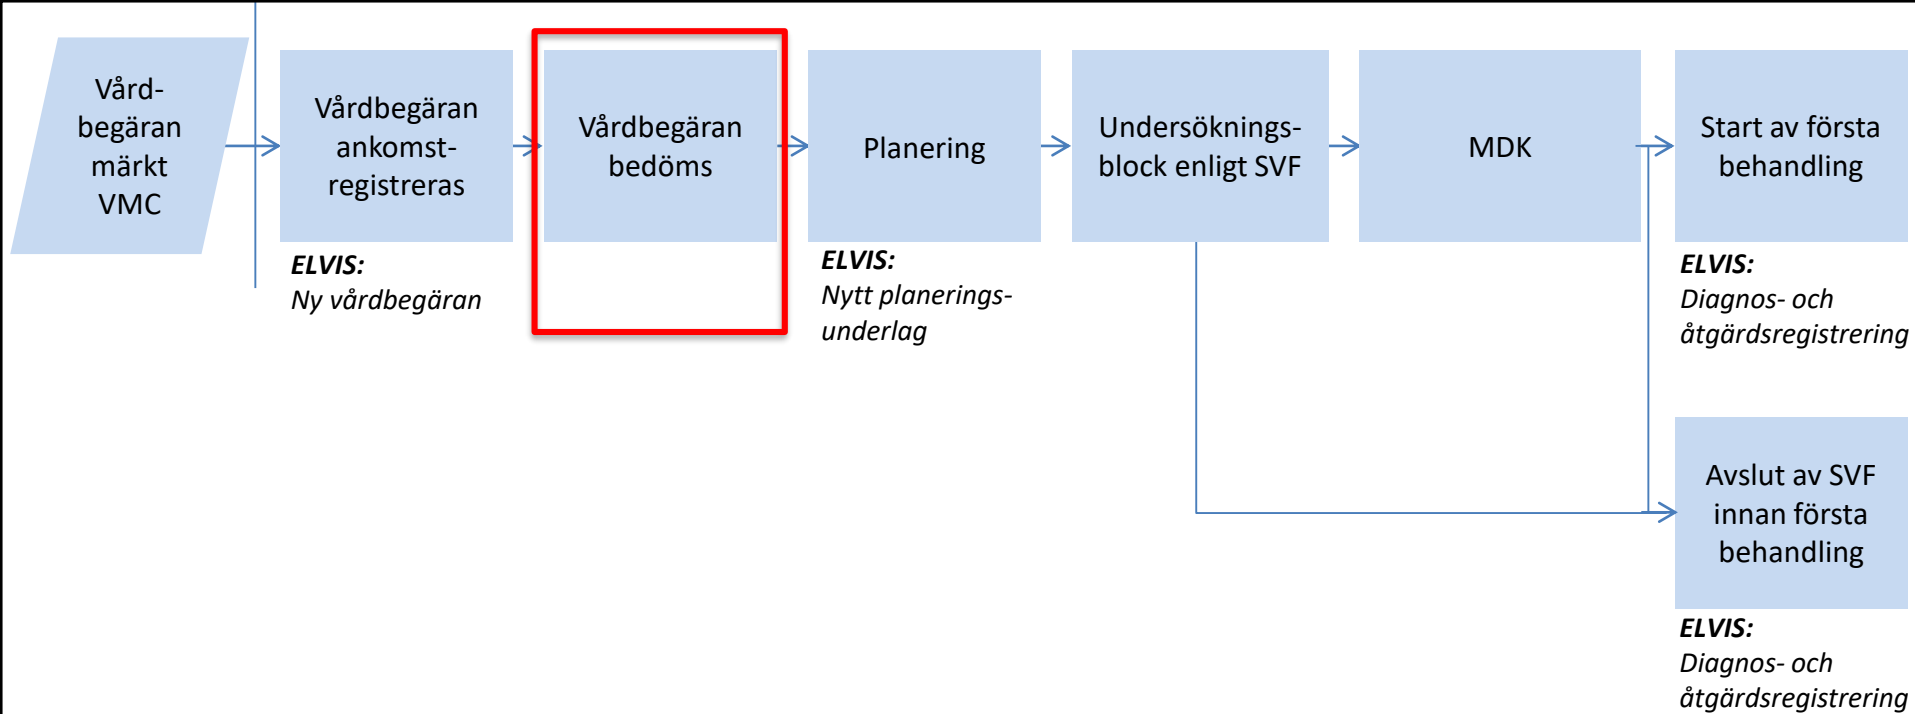 Vård-
begäran
märkt
VMC
Vårdbegäran
ankomst-
registreras
ELVIS:
Ny vårdbegäran
Vårdbegäran
bedöms
Planering
ELVIS:
Nytt planerings-
underlag
Undersöknings-
block enligt SVF
MDK
Start av första
behandling
ELVIS:
Diagnos- och
åtgärdsregistrering
Avslut av SVF
innan första
behandling
ELVIS:
Diagnos- och
åtgärdsregistrering